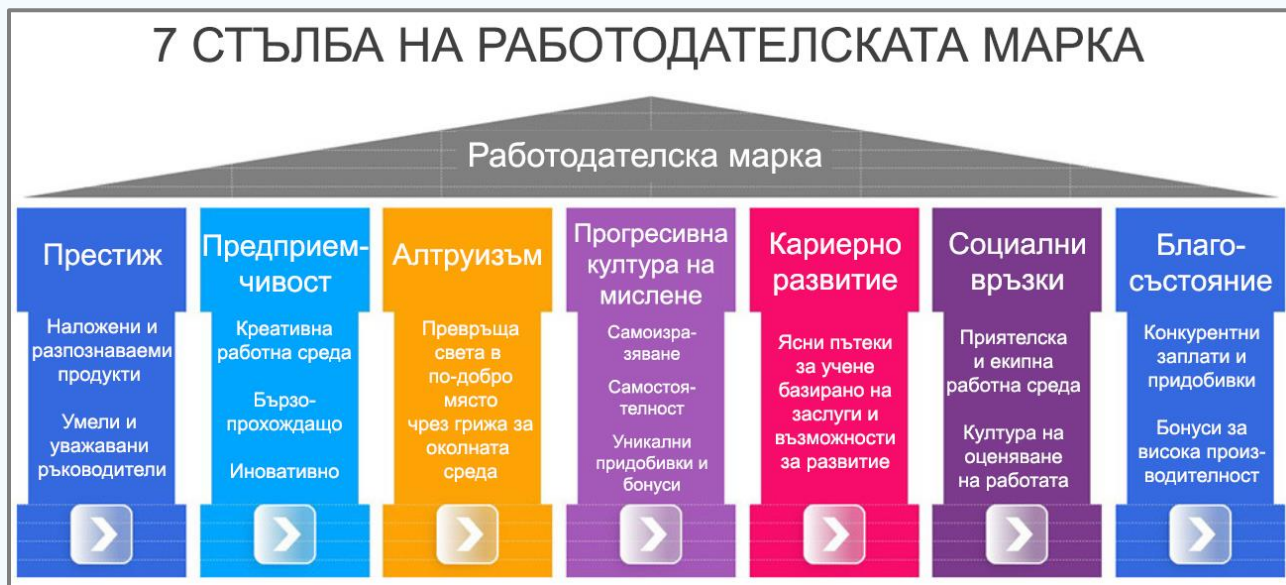 7 СТЪЛБА НА РАБОТОДАТЕЛСКАТА МАРКА
Работодателска марка
Престиж
Наложени и
разпознаваеми
продукти
Умели и
уважавани
ръководители
Предприем-
чивост
Креативна
работна среда
Бързо-
прохождащо
Иновативно
Алтруизъм
Превръща
света в
по-добро
място
чрез грижа за
околната
среда
Прогресивна
култура на
мислене
Самоизра-
зяване
Самостоя-
телност
Уникални
придобивки и
бонуси
Кариерно
развитие
Ясни пътеки
за учене
базирано на
заслуги и
възможности
за развитие
Социални
връзки
Приятелска
и екипна
работна среда
Култура на
оценяване
на работата
Благо-
състояние
Конкурентни
заплати и
придобивки
Бонуси за
висока произ-
водителност